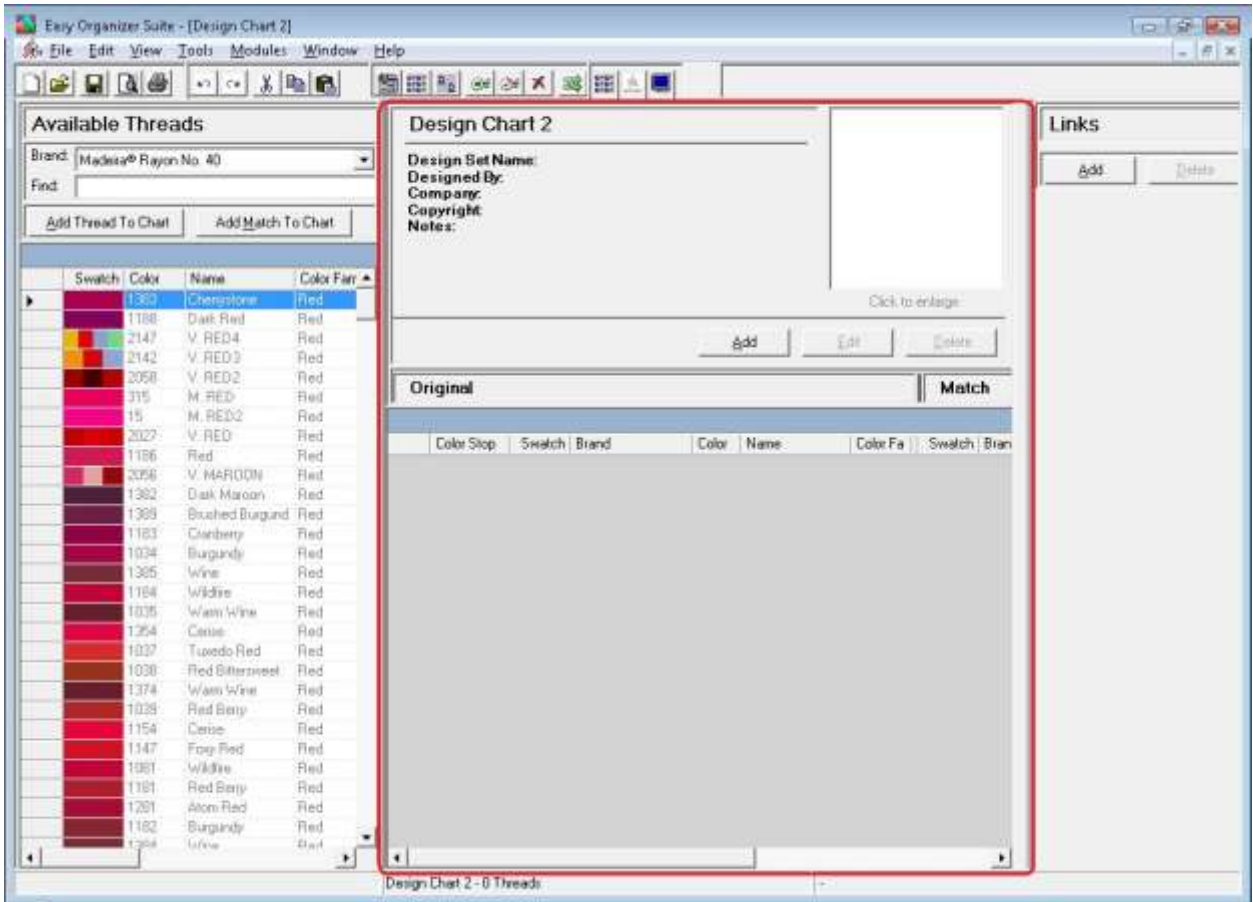 Easy Organizer Suite - [Design Chart 2]
File Edit View Tools Modules Window Help
Available Threads
Brand: Madeira® Rayon No. 40
Find:
Add Thread To Chart Add Match To Chart
Swatch Color Name Color Fam
1383 Cherrystone Red
1188 Dark Red Red
2147 V. RED4 Red
2142 V. RED3 Red
2058 V. RED2 Red
315 M. RED Red
15 M. RED2 Red
2027 V. RED Red
1186 Red Red
2056 V. MAROON Red
1382 Dark Maroon Red
1389 Brushed Burgund Red
1183 Cranberry Red
1034 Burgundy Red
1385 Wine Red
1184 Wildfire Red
1035 Warm Wine Red
1354 Cerise Red
1037 Tuxedo Red Red
1038 Red Bittersweet Red
1374 Warm Wine Red
1039 Red Berry Red
1154 Cerise Red
1147 Foxy Red Red
1081 Wildfire Red
1181 Red Berry Red
1281 Atom Red Red
1182 Burgundy Red
1384 Wine Red
Design Chart 2
Design Set Name:
Designed By:
Company:
Copyright:
Notes:
Click to enlarge
Add Edit Delete
Original Match
Color Stop Swatch Brand Color Name Color Fa Swatch Bran
Links
Add Delete
Design Chart 2 - 0 Threads -